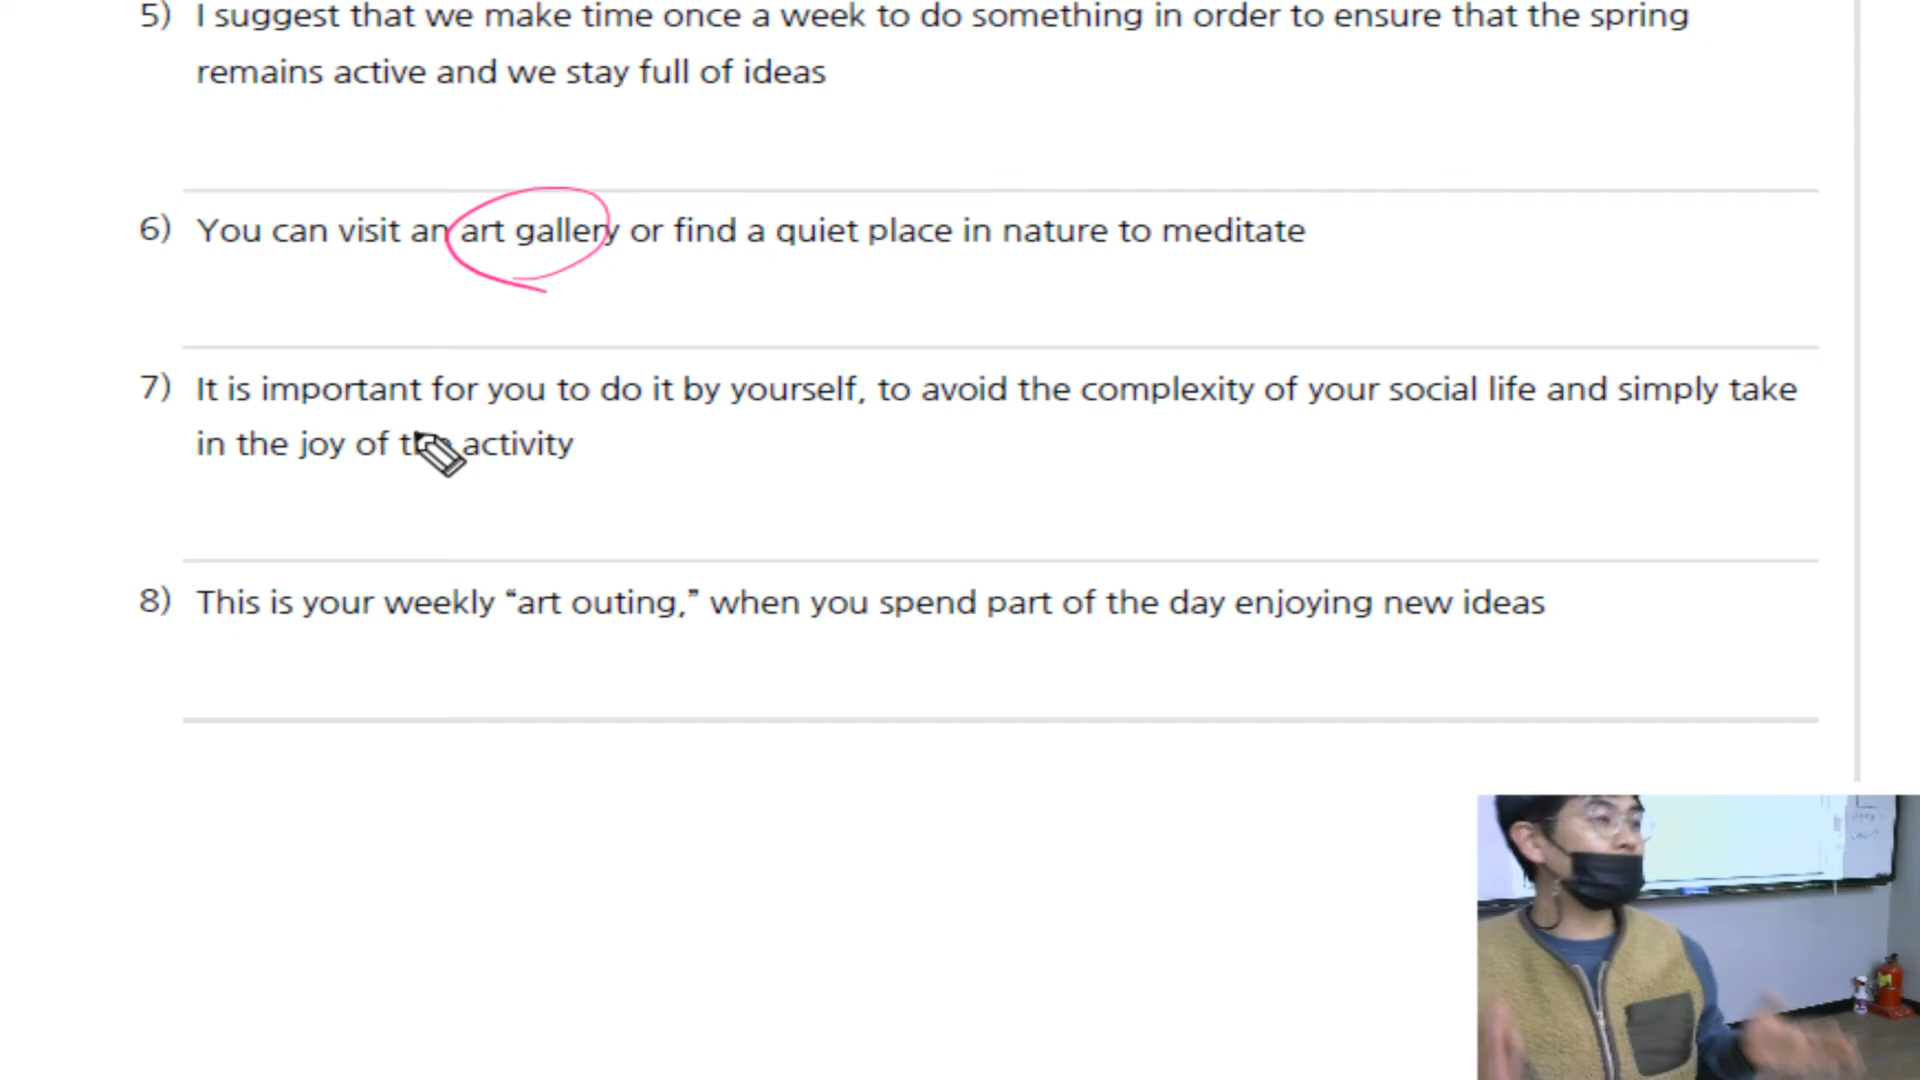 5) I suggest that we make time once a week to do something in order to ensure that the spring
remains active and we stay full of ideas
6) You can visit an art gallery or find a quiet place in nature to meditate
7) It is important for you to do it by yourself, to avoid the complexity of your social life and simply take
in the joy of the activity
8) This is your weekly “art outing,” when you spend part of the day enjoying new ideas